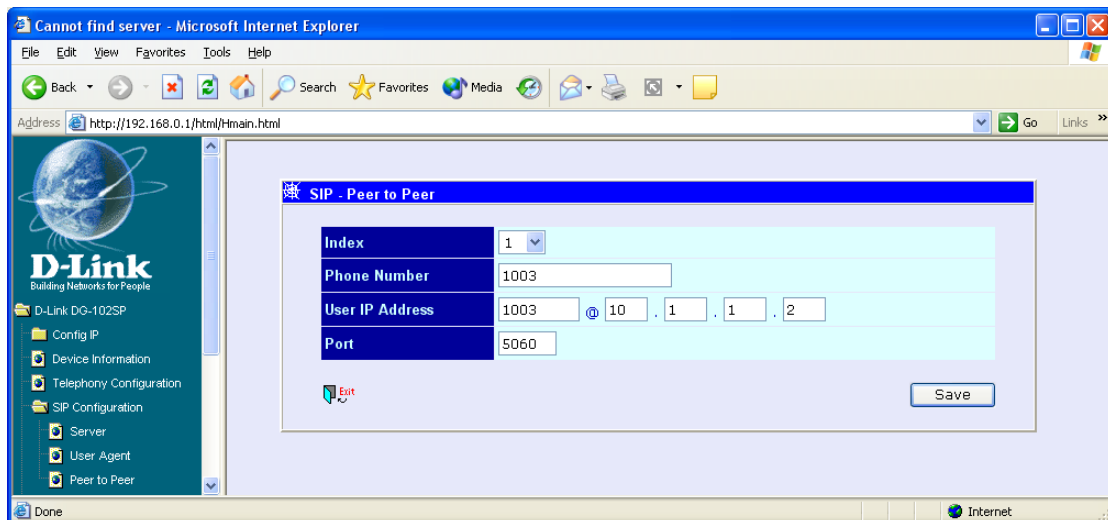 Cannot find server - Microsoft Internet Explorer
File Edit View Favorites Tools Help
Back Search Favorites Media
Address http://192.168.0.1/html/Hmain.html Go Links »
D-Link
Building Networks for People
D-Link DG-102SP
Config IP
Device Information
Telephony Configuration
SIP Configuration
Server
User Agent
Peer to Peer
SIP - Peer to Peer
Index 1
Phone Number 1003
User IP Address 1003 @ 10 . 1 . 1 . 2
Port 5060
Exit Save
Done Internet